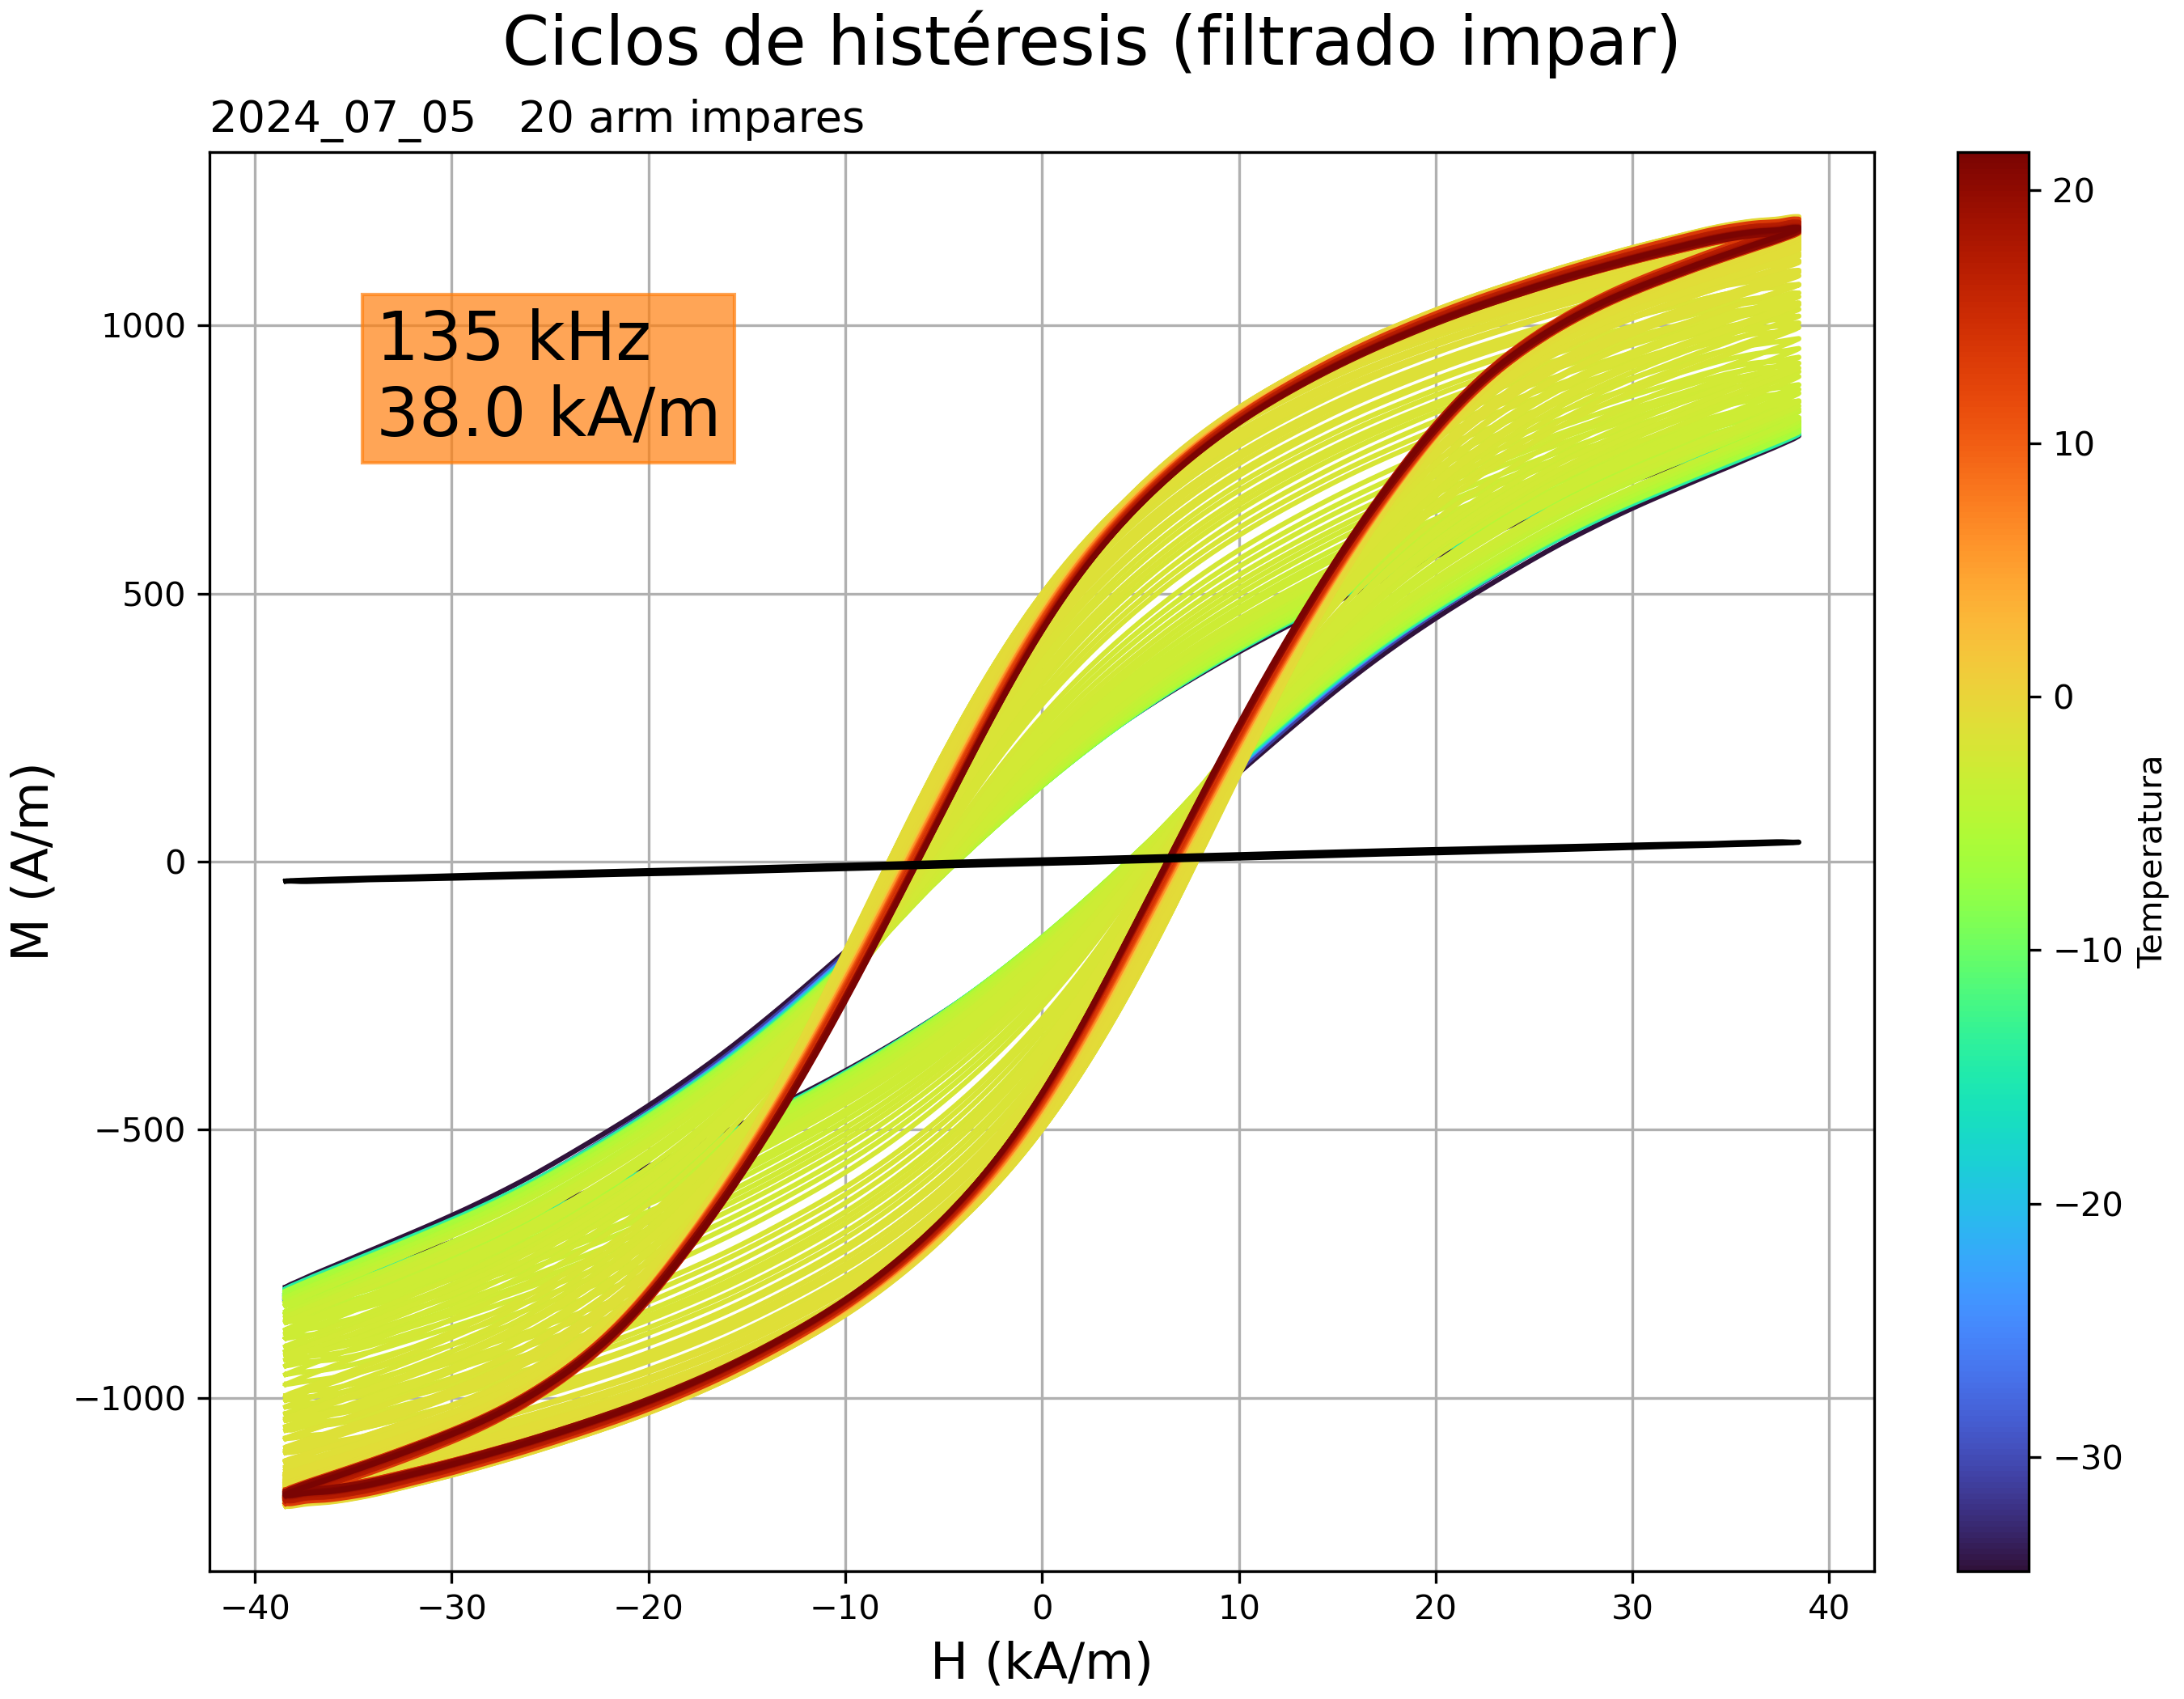 Ciclos de histéresis (filtrado impar)
2024_07_05   20 arm impares
135 kHz
38.0 kA/m
1000
500
0
−500
−1000
M (A/m)
−40
−30
−20
−10
0
10
20
30
40
H (kA/m)
20
10
0
−10
−20
−30
Temperatura